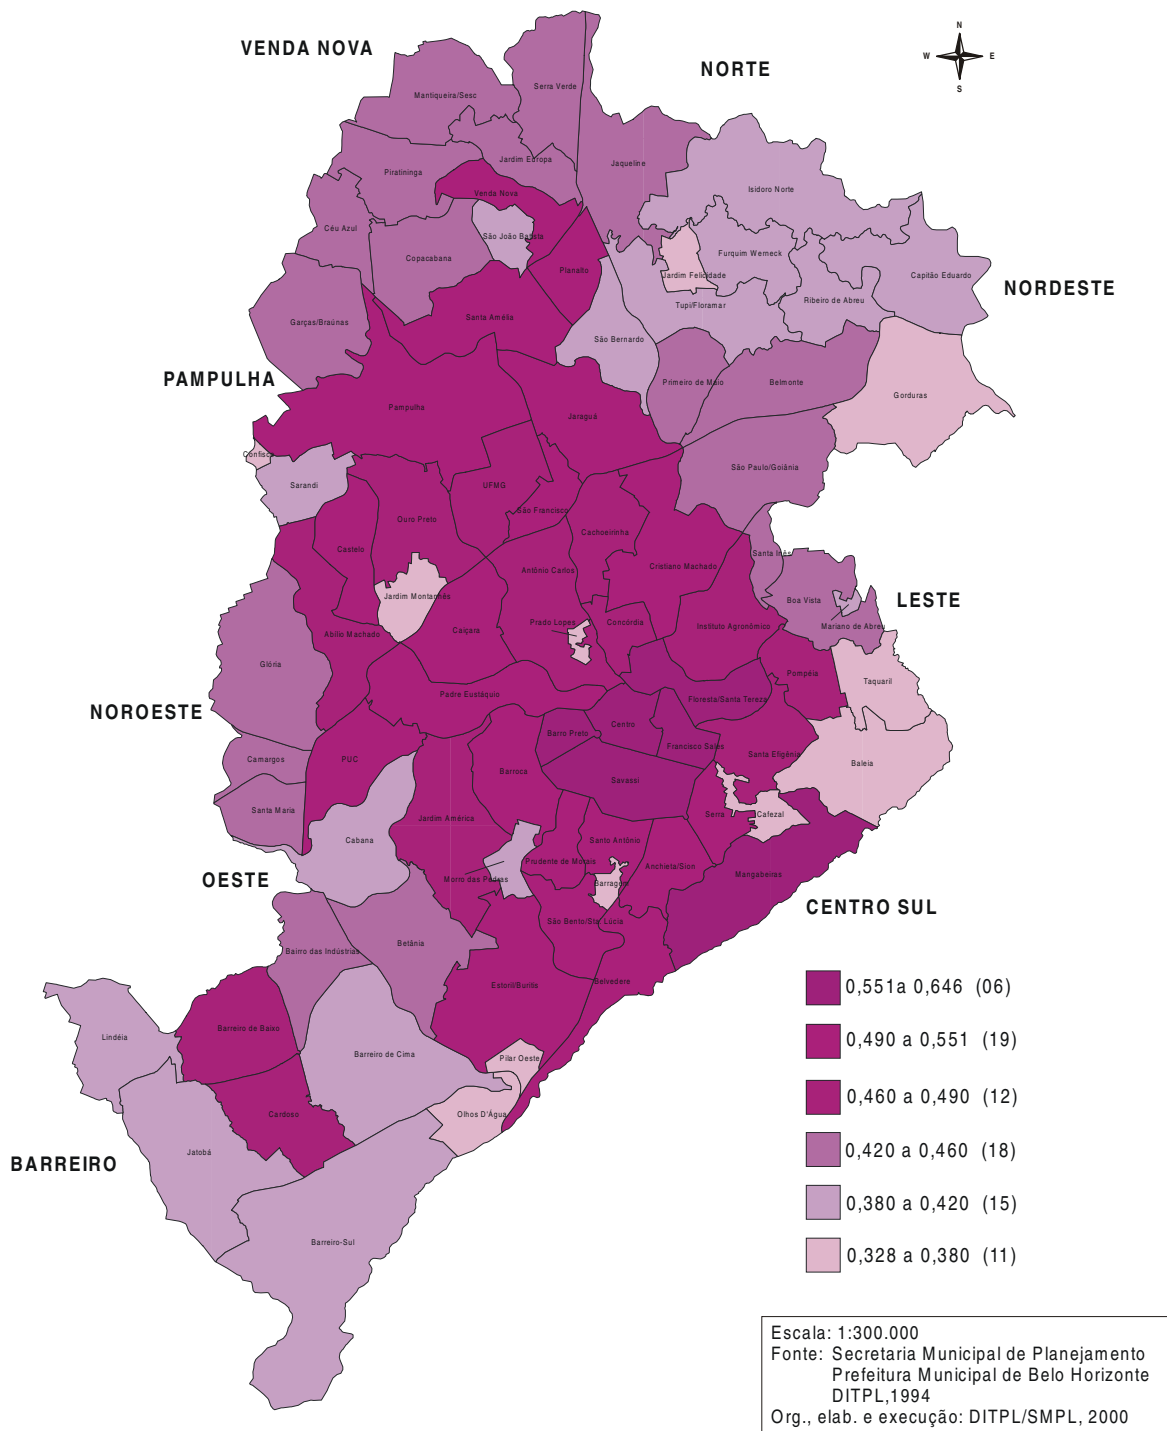 N
VENDA NOVA
NORTE
W
E
S
Serra Verde
Mantiqueira/Sesc
Jardim Europa
Jaqueline
Piratininga
Venda Nova
Isidoro Norte
Céu Azul
São João Batista
Copacabana
Planalto
Furquim Werneck
Jardim Felicidade
Capitão Eduardo
NORDESTE
Ribeiro de Abreu
Tupi/Floramar
Santa Amélia
Garças/Braúnas
São Bernardo
PAMPULHA
Primeiro de Maio
Belmonte
Gorduras
Pampulha
Jaraguá
Confisco
São Paulo/Goiânia
Sarandi
UFMG
São Francisco
Ouro Preto
Cachoeirinha
Castelo
Santa Inês
Antônio Carlos
Cristiano Machado
Jardim Montanhês
Boa Vista
LESTE
Prado Lopes
Concórdia
Instituto Agronômico
Mariano de Abreu
Abílio Machado
Caiçara
Glória
Pompéia
Taquaril
Padre Eustáquio
Floresta/Santa Tereza
NOROESTE
Centro
Barro Preto
Francisco Sales
Santa Efigênia
Camargos
PUC
Baleia
Barroca
Savassi
Santa Maria
Jardim América
Serra
Cafezal
Cabana
Santo Antônio
Prudente de Morais
Anchieta/Sion
OESTE
Morro das Pedras
Barragem
Mangabeiras
CENTRO SUL
São Bento/Sta. Lúcia
Betânia
Bairro das Indústrias
Estoril/Buritis
Belvedere
0,551a 0,646 (06)
Barreiro de Baixo
Lindéia
0,490 a 0,551 (19)
Barreiro de Cima
Pilar Oeste
0,460 a 0,490 (12)
Cardoso
Olhos D'Água
Jatobá
0,420 a 0,460 (18)
BARREIRO
0,380 a 0,420 (15)
Barreiro-Sul
0,328 a 0,380 (11)
Escala: 1:300.000
Fonte: Secretaria Municipal de Planejamento
Prefeitura Municipal de Belo Horizonte
DITPL,1994
Org., elab. e execução: DITPL/SMPL, 2000